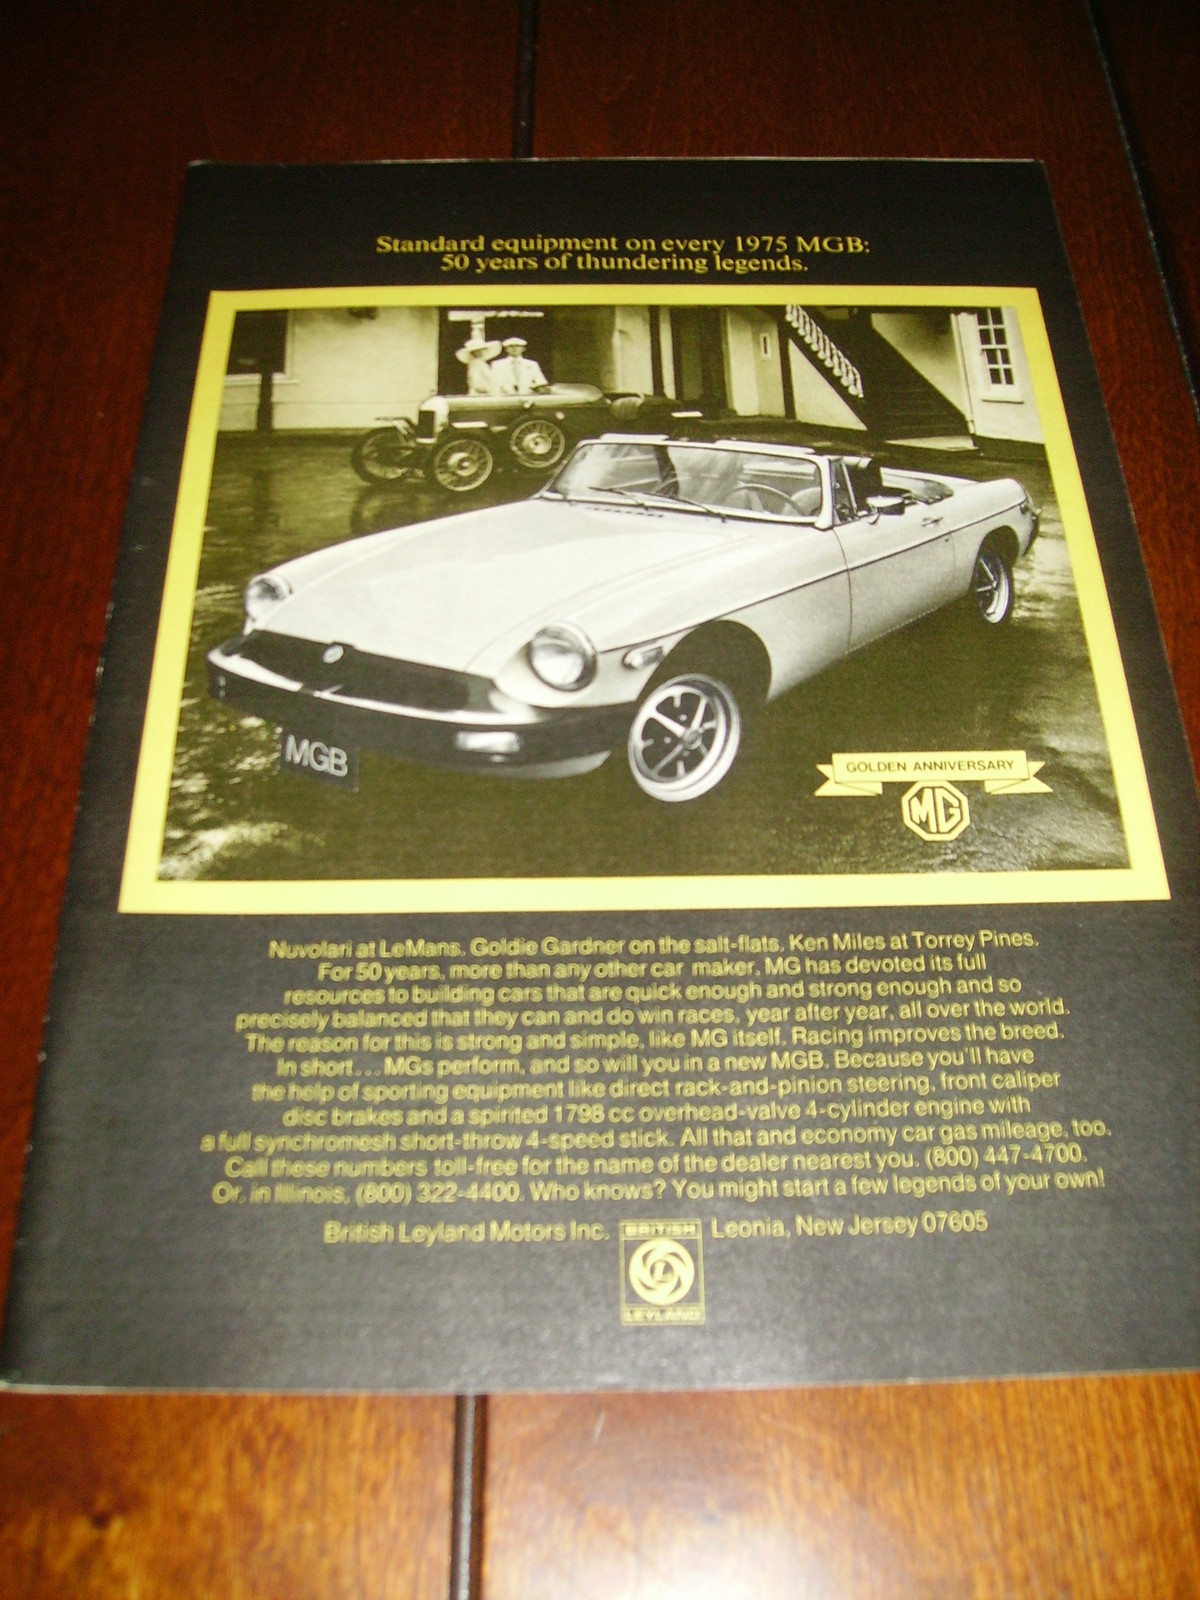 Standard equipment on every 1975 MGB:
50 years of thundering legends.
MGB
GOLDEN ANNIVERSARY
MG
Nuvolari at LeMans. Goldie Gardner on the salt-flats. Ken Miles at Torrey Pines.
For 50 years, more than any other car maker, MG has devoted its full
resources to building cars that are quick enough and strong enough and so
precisely balanced that they can and do win races, year after year, all over the world.
The reason for this is strong and simple, like MG itself. Racing improves the breed.
In short... MGs perform, and so will you in a new MGB. Because you'll have
the help of sporting equipment like direct rack-and-pinion steering, front caliper
disc brakes and a spirited 1798 cc overhead-valve 4-cylinder engine with
a full synchromesh short-throw 4-speed stick. All that and economy car gas mileage, too.
Call these numbers toll-free for the name of the dealer nearest you. (800) 447-4700.
Or, in Illinois, (800) 322-4400. Who knows? You might start a few legends of your own!
British Leyland Motors Inc.
BRITISH
L
LEYLAND
Leonia, New Jersey 07605